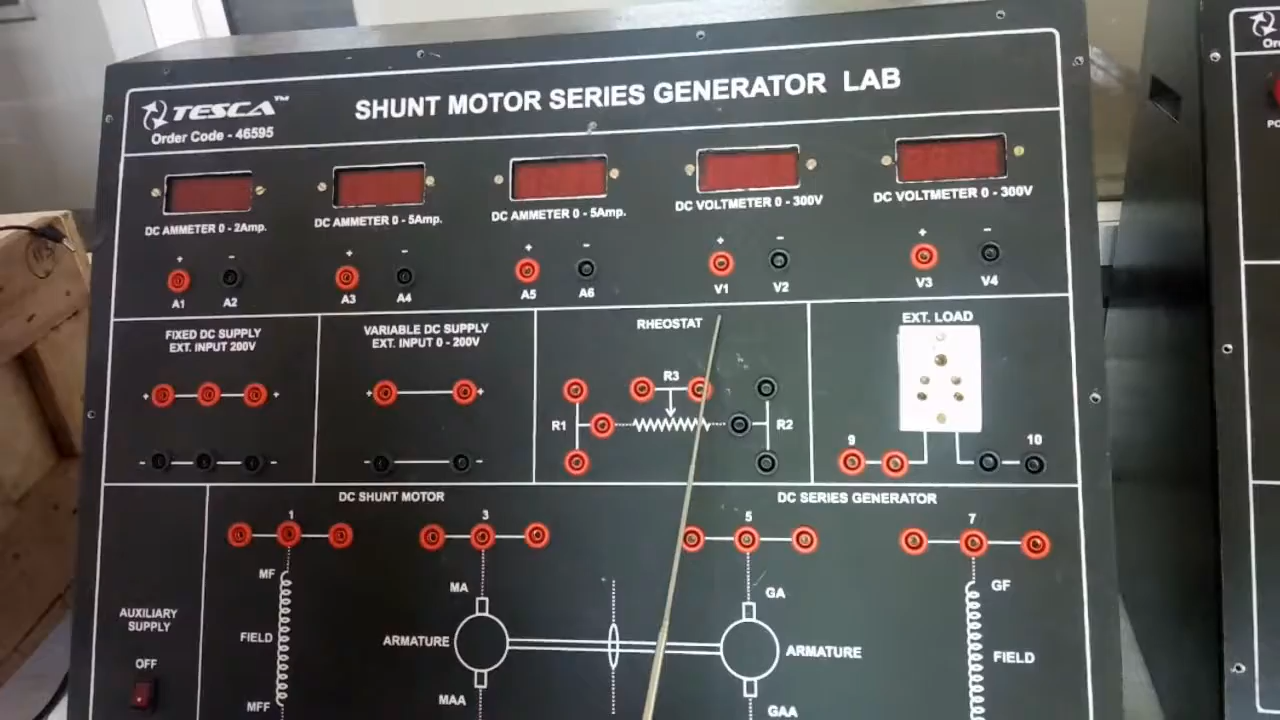 TESCA™
Order Code - 46595
SHUNT MOTOR SERIES GENERATOR LAB
DC AMMETER 0 - 2Amp.
DC AMMETER 0 - 5Amp.
DC AMMETER 0 - 5Amp.
DC VOLTMETER 0 - 300V
DC VOLTMETER 0 - 300V
+ -
+ -
+ -
+ -
+ -
A1 A2
A3 A4
A5 A6
V1 V2
V3 V4
FIXED DC SUPPLY
EXT. INPUT 200V
+ +
- -
VARIABLE DC SUPPLY
EXT. INPUT 0 - 200V
+ +
- -
RHEOSTAT
R3
R1 R2
EXT. LOAD
9 10
DC SHUNT MOTOR
1 3
MF
MA
FIELD
ARMATURE
MFF
MAA
DC SERIES GENERATOR
5 7
GA
GF
ARMATURE
FIELD
GAA
AUXILIARY
SUPPLY
OFF
Or
PO